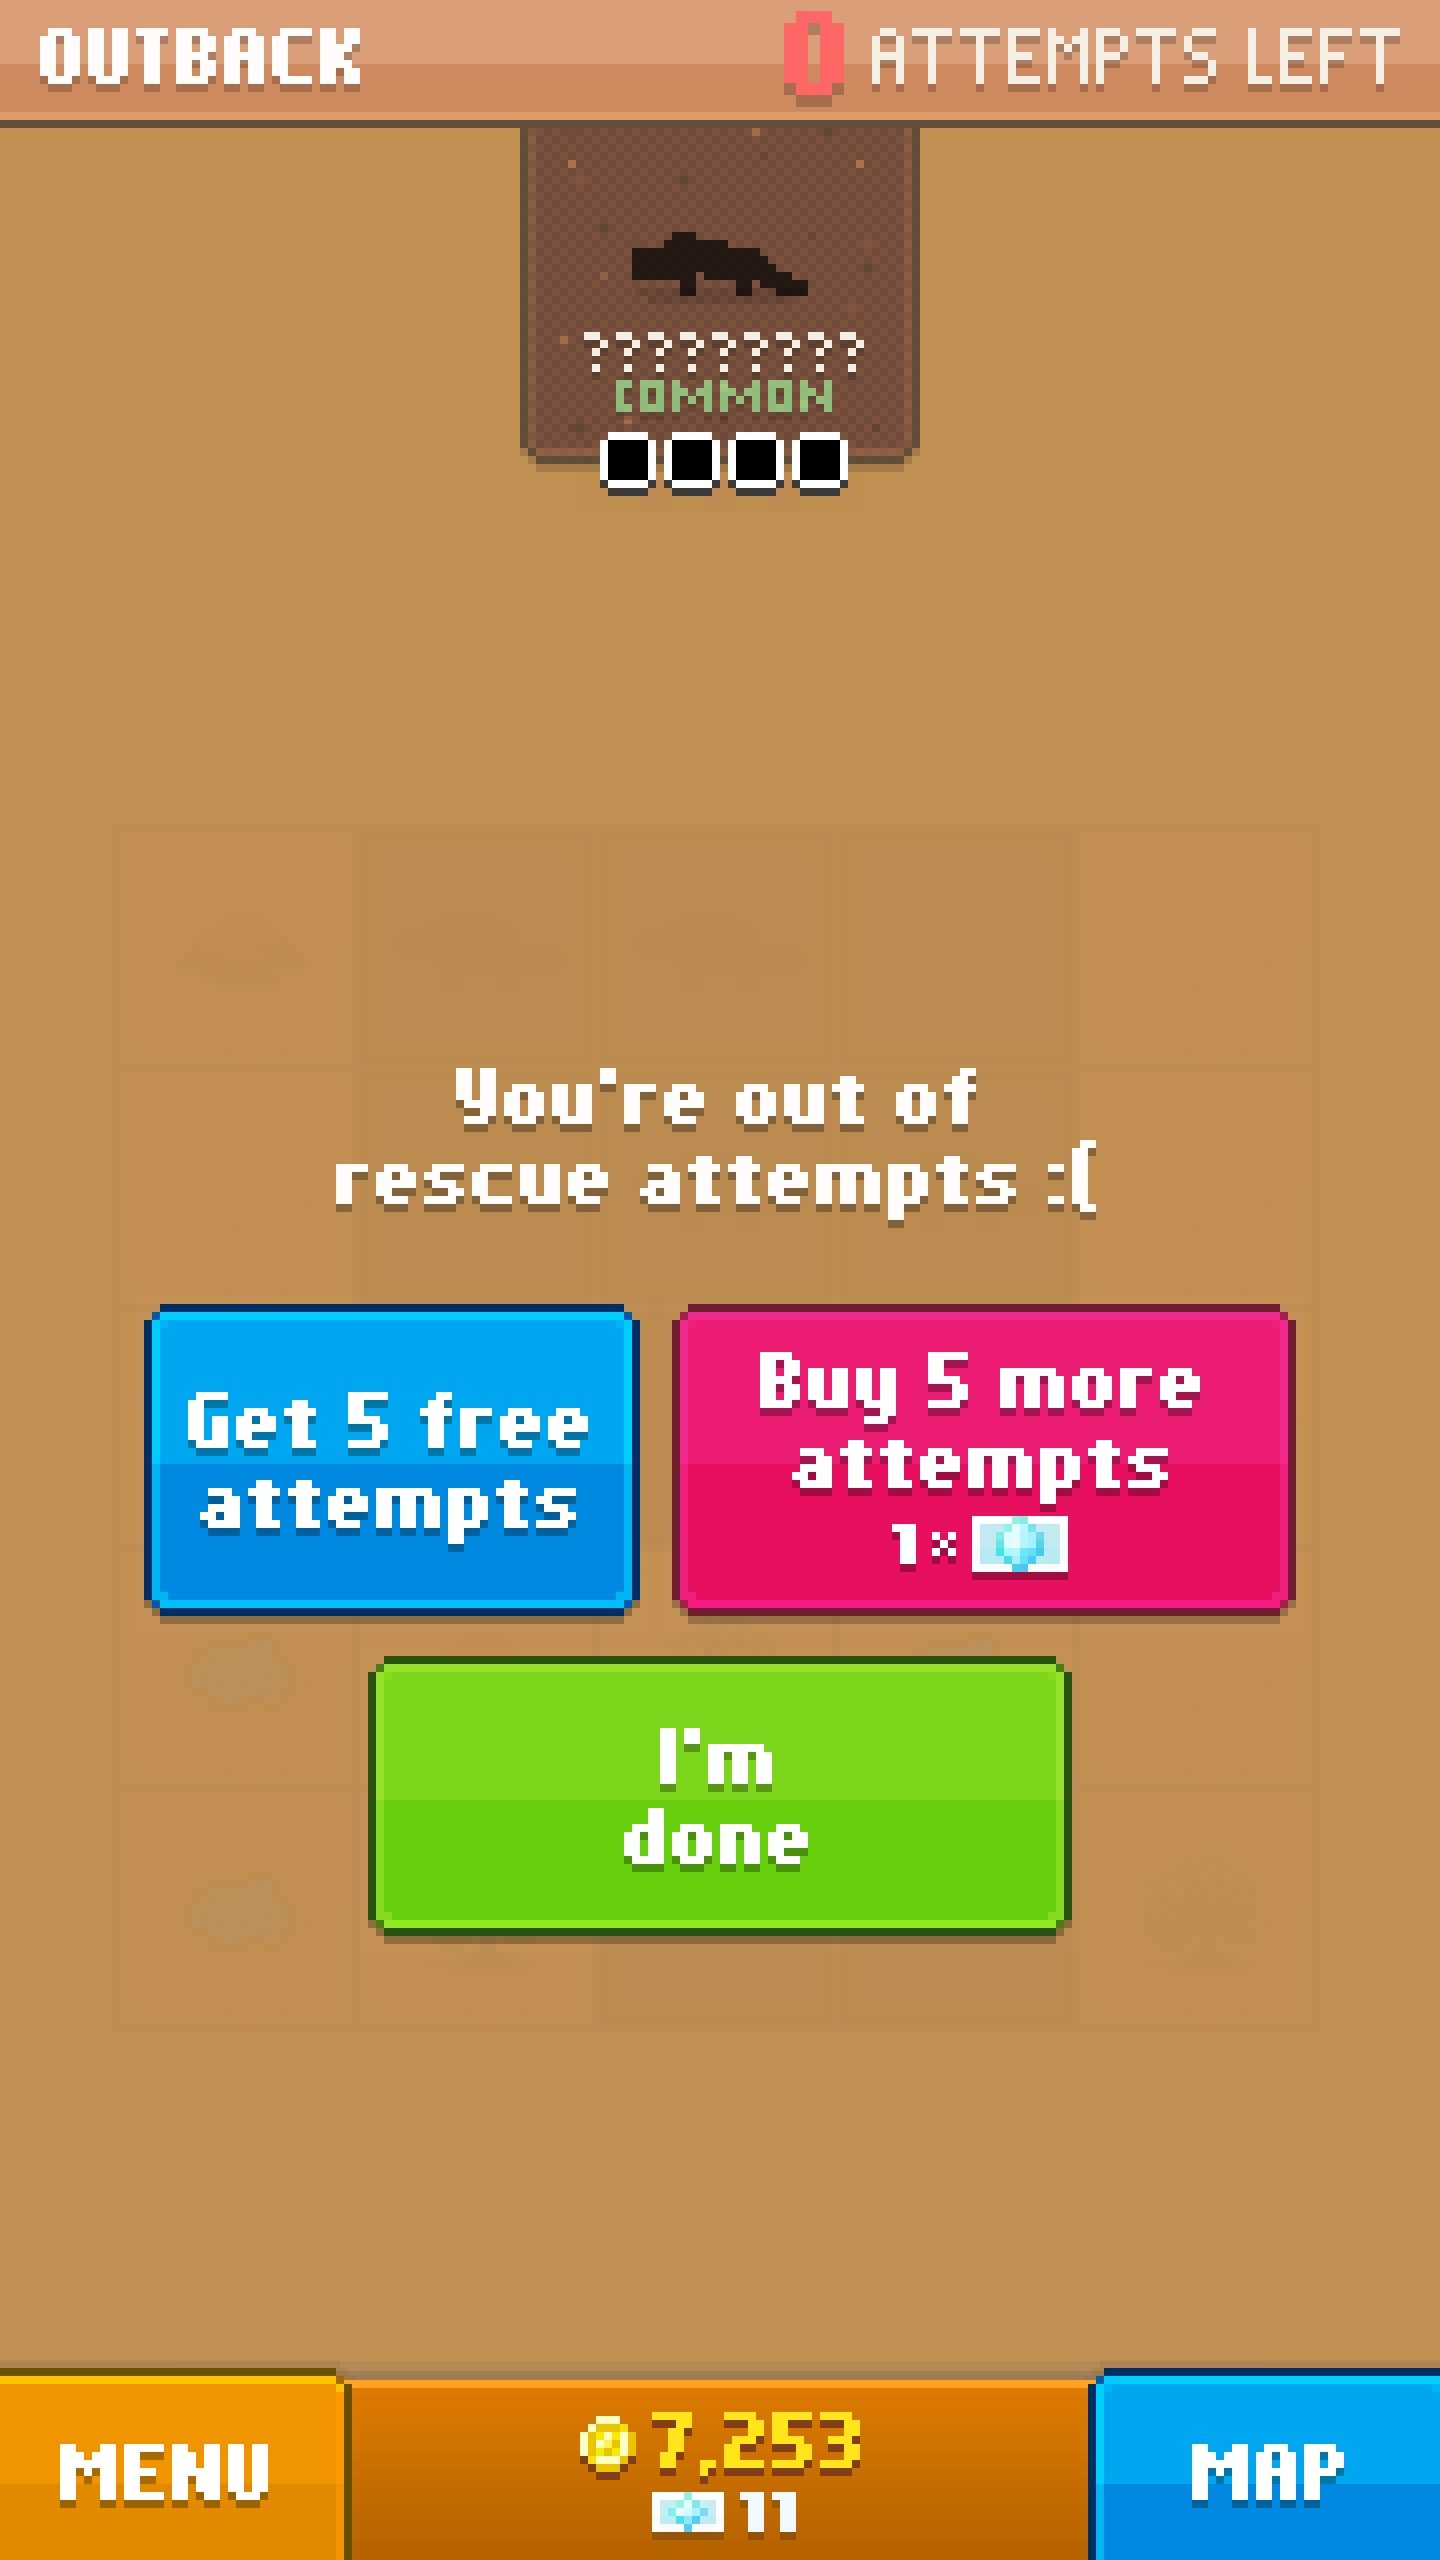 OUTBACK
0 ATTEMPTS LEFT
?????????
COMMON
You're out of
rescue attempts :(
Get 5 free
attempts
Buy 5 more
attempts
1×
I'm
done
MENU
7,253
11
MAP